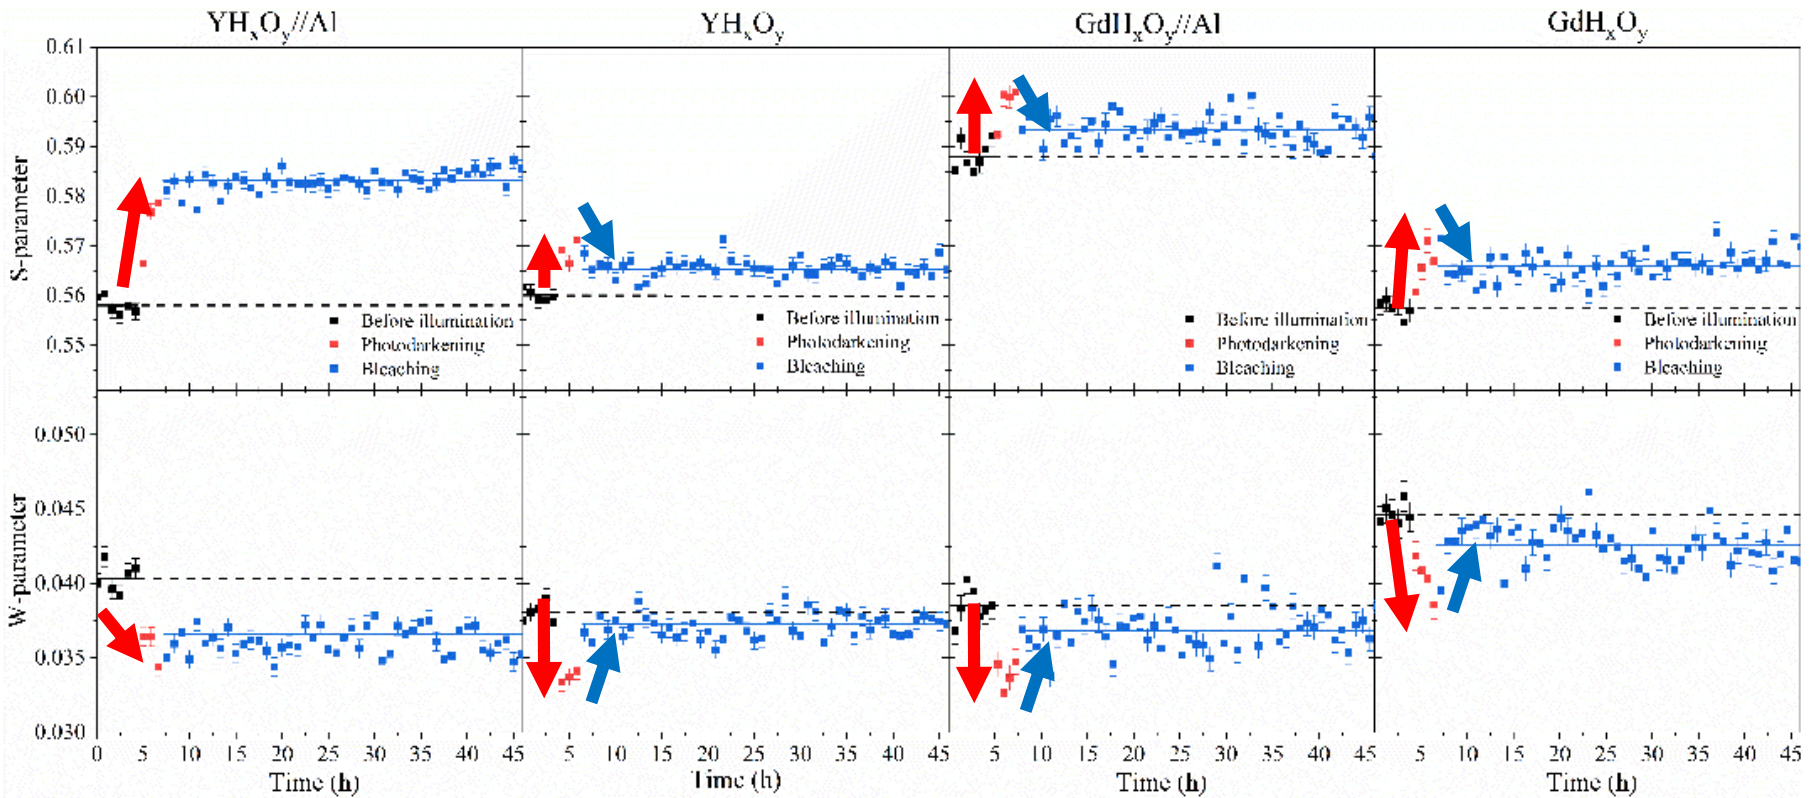 YHxOy//Al
YHxOy
GdHxOy//Al
GdHxOy
S-parameter
0.61
0.60
0.59
0.58
0.57
0.56
0.55
Before illumination
Photodarkening
Bleaching
Before illumination
Photodarkening
Bleaching
Before illumination
Photodarkening
Bleaching
Before illumination
Photodarkening
Bleaching
W-parameter
0.050
0.045
0.040
0.035
0.030
0 5 10 15 20 25 30 35 40 45
5 10 15 20 25 30 35 40 45
5 10 15 20 25 30 35 40 45
5 10 15 20 25 30 35 40 45
Time (h)
Time (h)
Time (h)
Time (h)